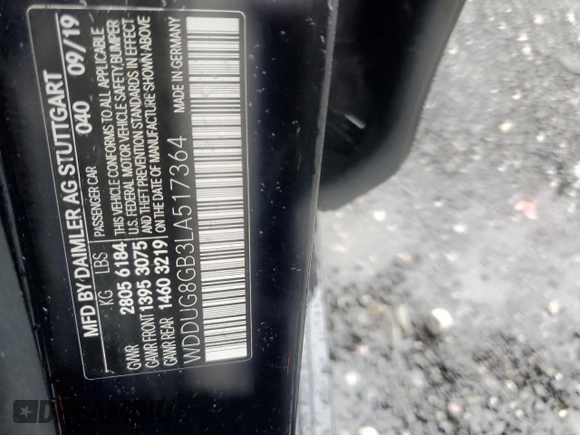 MFD BY DAIMLER AG STUTTGART
040 09/19
PASSENGER CAR
KG LBS
GVWR 2805 6184
GAWR FRONT 1395 3075
GAWR REAR 1460 3219
THIS VEHICLE CONFORMS TO ALL APPLICABLE
U.S. FEDERAL MOTOR VEHICLE SAFETY, BUMPER
AND THEFT PREVENTION STANDARDS IN EFFECT
ON THE DATE OF MANUFACTURE SHOWN ABOVE
WDDUG8GB3LA517364
MADE IN GERMANY